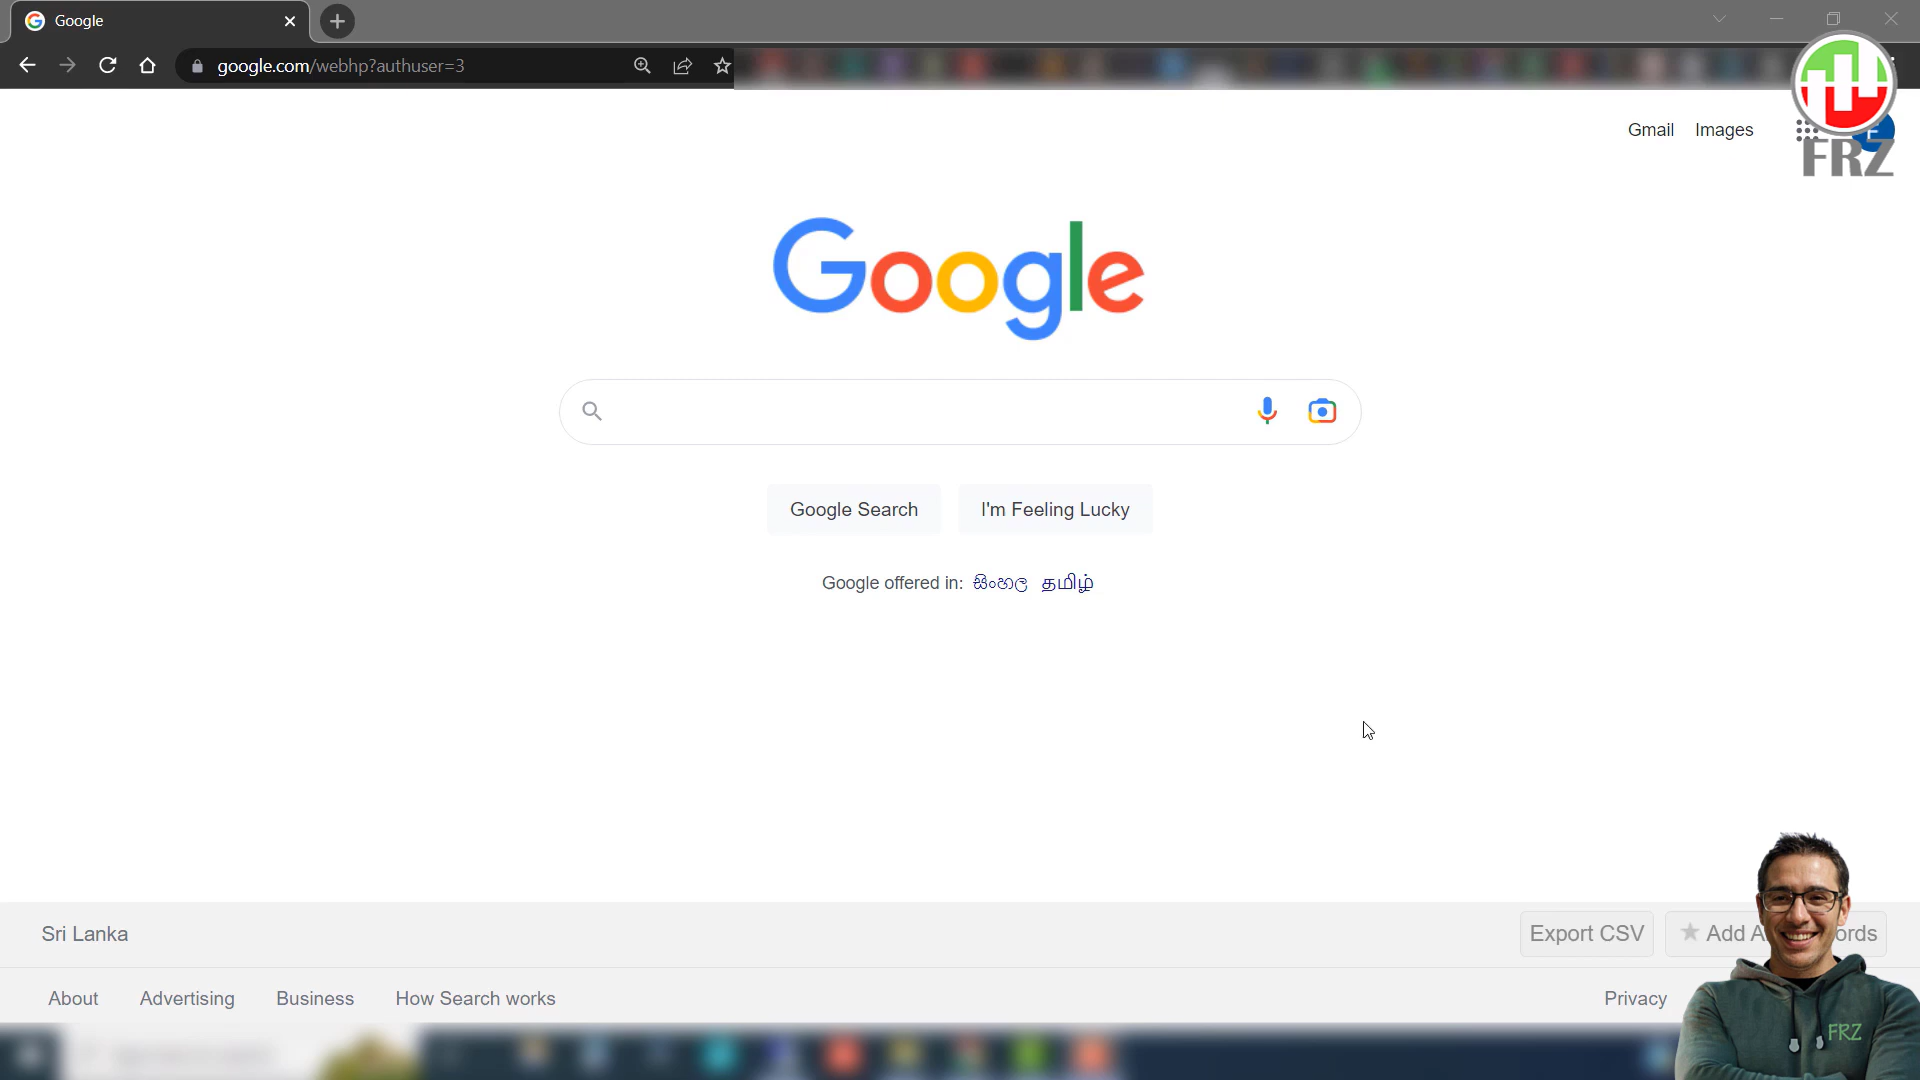 Google
google.com/webhp?authuser=3
Gmail Images
FRZ
Google
Google Search I'm Feeling Lucky
Google offered in: සිංහල தமிழ்
Sri Lanka
Export CSV Add A ords
About Advertising Business How Search works Privacy
FRZ